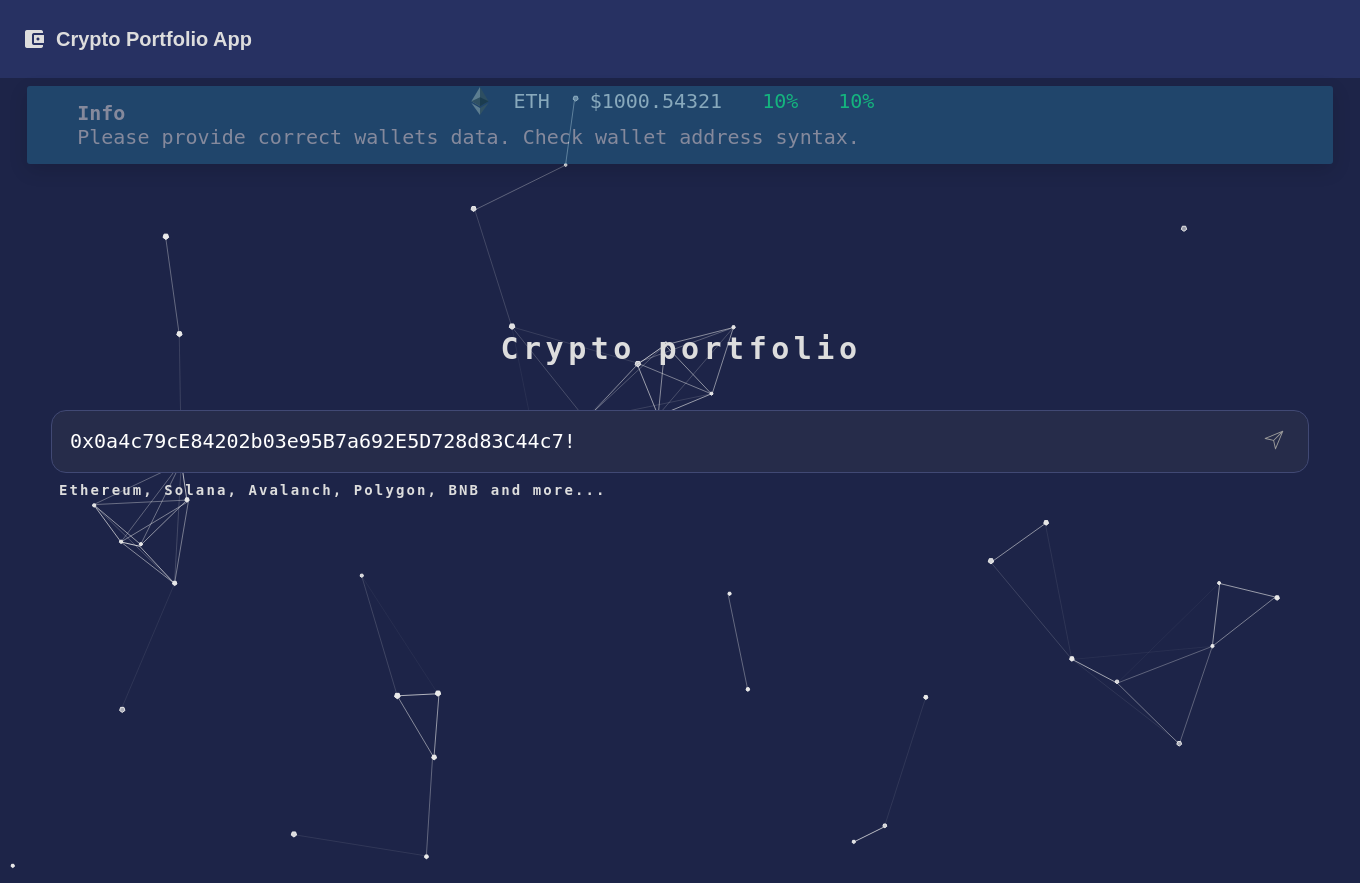 Crypto Portfolio App
ETH $1000.54321 10% 10%
Info
Please provide correct wallets data. Check wallet address syntax.
Crypto portfolio
0x0a4c79cE84202b03e95B7a692E5D728d83C44c7!
Ethereum, Solana, Avalanch, Polygon, BNB and more...